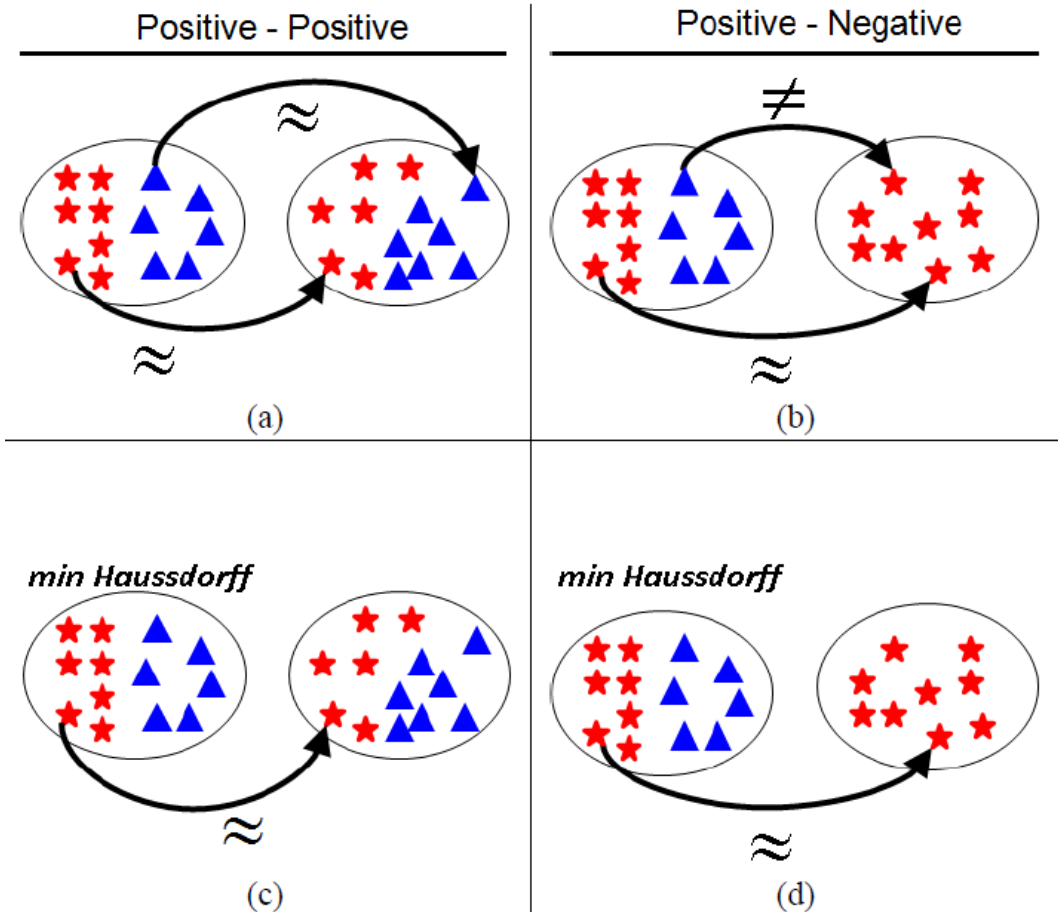 Positive - Positive
Positive - Negative
≈
≠
≈
≈
(a)
(b)
min Haussdorff
min Haussdorff
≈
≈
(c)
(d)